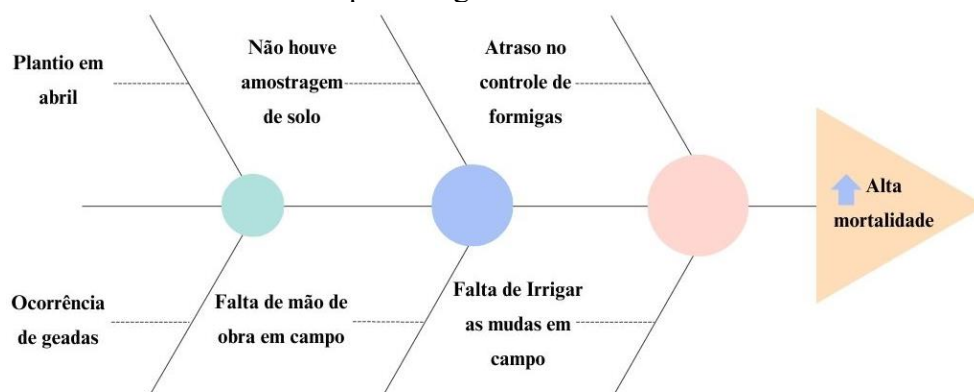 Plantio em
abril
Não houve
amostragem
de solo
Atraso no
controle de
formigas
Alta
mortalidade
Ocorrência
de geadas
Falta de mão de
obra em campo
Falta de Irrigar
as mudas em
campo